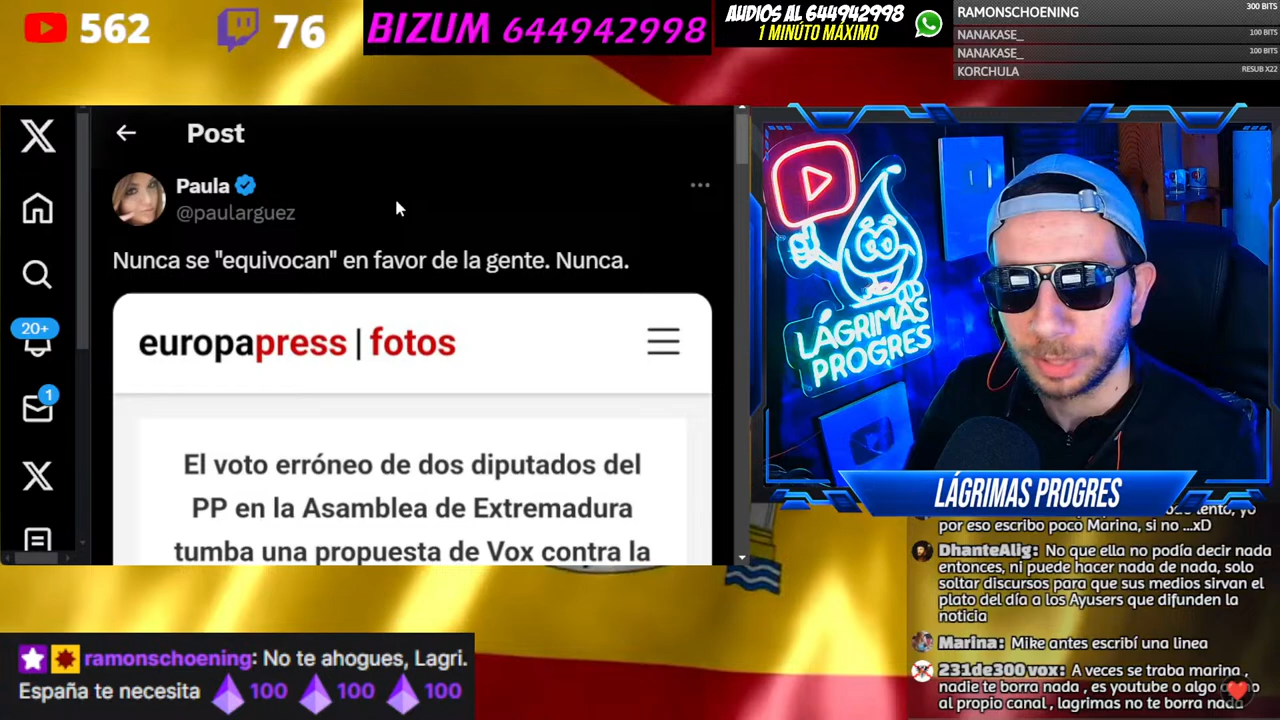 562
76
BIZUM 644942998
AUDIOS AL 644942998
1 MINÚTO MÁXIMO
RAMONSCHOENING 300 BITS
NANAKASE_ 100 BITS
NANAKASE_ 100 BITS
KORCHULA RESUB X22
Post
Paula
@paularguez
Nunca se "equivocan" en favor de la gente. Nunca.
europapress | fotos
El voto erróneo de dos diputados del
PP en la Asamblea de Extremadura
tumba una propuesta de Vox contra la
20+
1
LÁGRIMAS
PROGRES
LÁGRIMAS PROGRES
lento, yo
por eso escribo poco Marina, si no ...xD
DhanteAlig: No que ella no podía decir nada
entonces, ni puede hacer nada de nada, solo
soltar discursos para que sus medios sirvan el
plato del día a los Ayusers que difunden la
noticia
Marina: Mike antes escribí una linea
231de300 vox: A veces se traba marina ,
nadie te borra nada , es youtube o algo
al propio canal , lagrimas no te borra nada
ramonschoening: No te ahogues, Lagri.
España te necesita 100 100 100